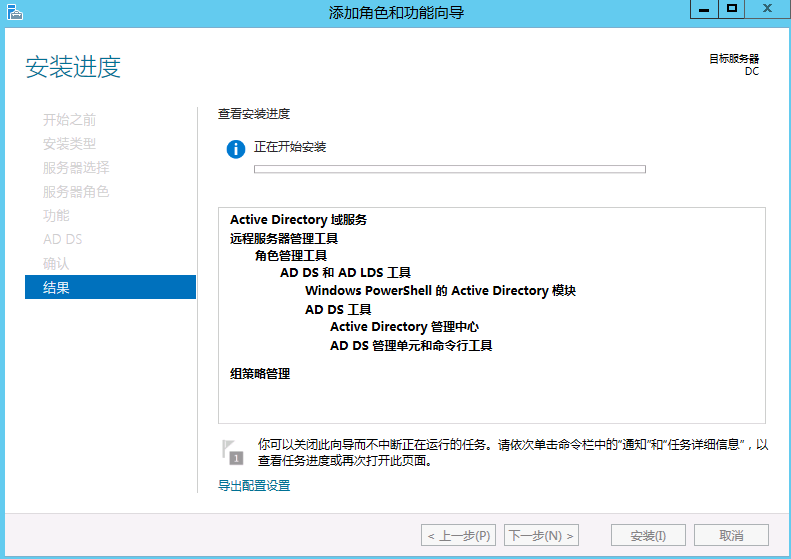 添加角色和功能向导
安装进度
目标服务器
DC
开始之前
安装类型
服务器选择
服务器角色
功能
AD DS
确认
结果
查看安装进度
正在开始安装
Active Directory 域服务
远程服务器管理工具
角色管理工具
AD DS 和 AD LDS 工具
Windows PowerShell 的 Active Directory 模块
AD DS 工具
Active Directory 管理中心
AD DS 管理单元和命令行工具
组策略管理
1
你可以关闭此向导而不中断正在运行的任务。请依次单击命令栏中的"通知"和"任务详细信息"，以
查看任务进度或再次打开此页面。
导出配置设置
< 上一步(P)
下一步(N) >
安装(I)
取消